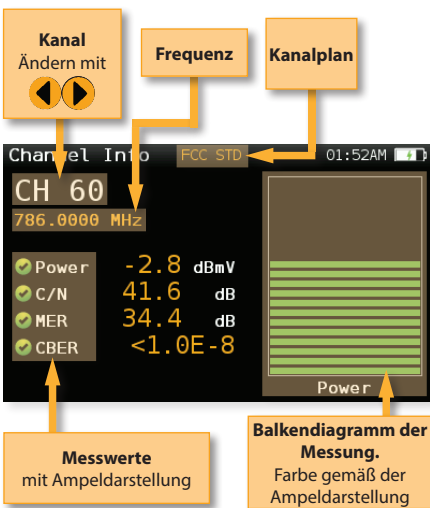 Kanal
Ändern mit
Frequenz
Kanalplan
Channel Info FCC STD 01:52AM
CH 60
786.0000 MHz
Power -2.8 dBmV
C/N 41.6 dB
MER 34.4 dB
CBER <1.0E-8
Power
Messwerte
mit Ampeldarstellung
Balkendiagramm der
Messung.
Farbe gemäß der
Ampeldarstellung